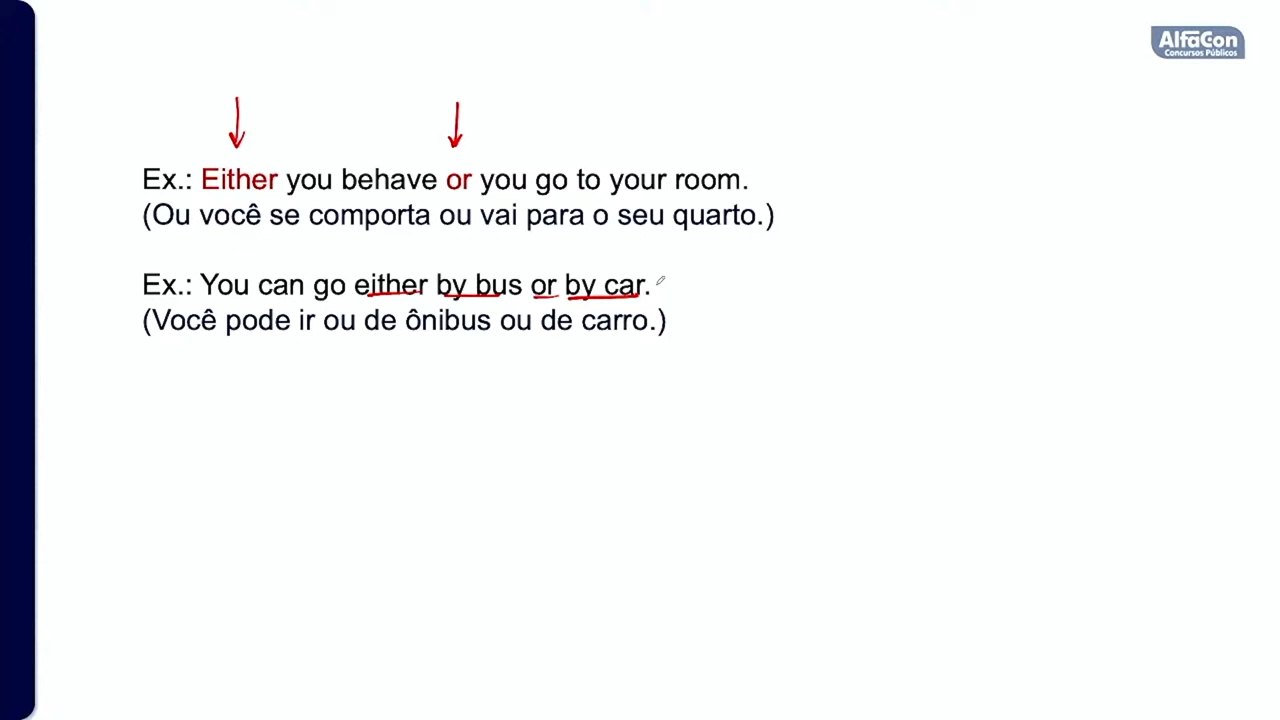 AlfaCon
Concursos Públicos
Ex.: Either you behave or you go to your room.
(Ou você se comporta ou vai para o seu quarto.)
Ex.: You can go either by bus or by car.
(Você pode ir ou de ônibus ou de carro.)